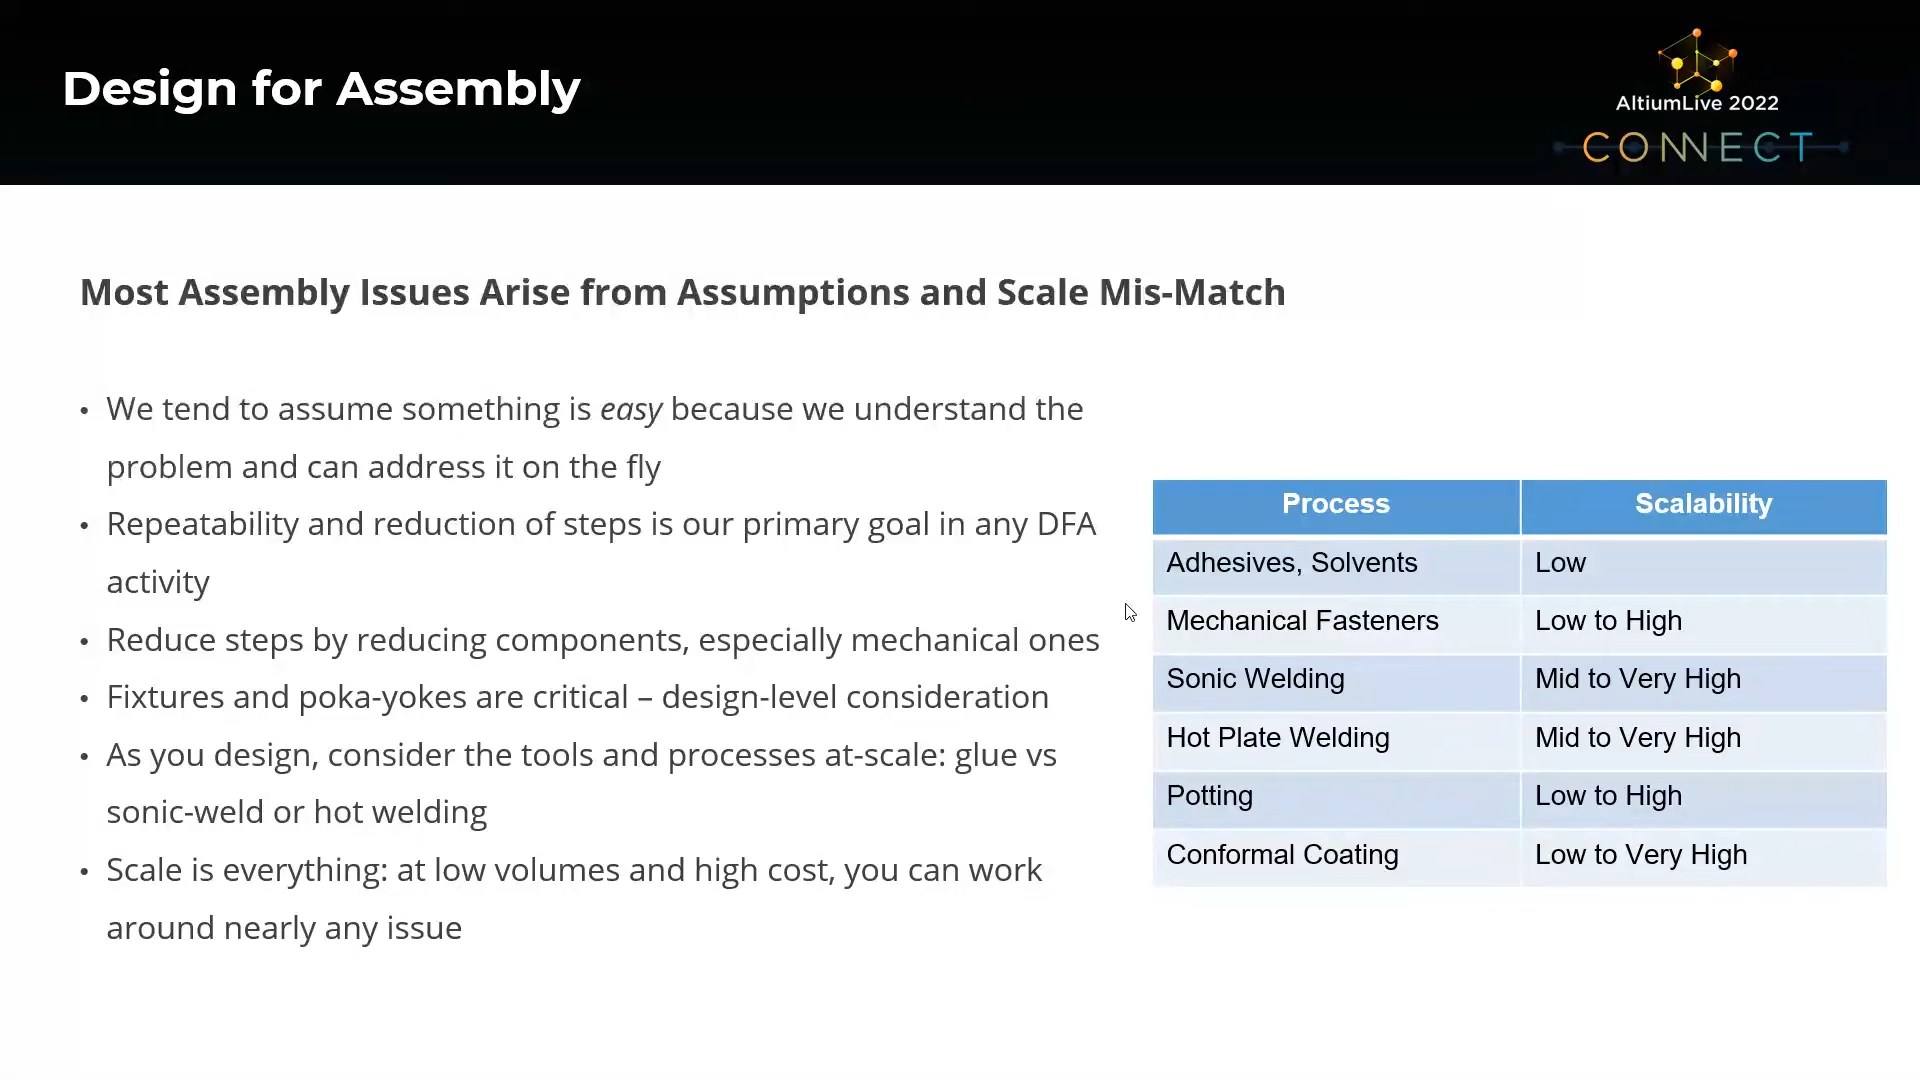 Design for Assembly
AltiumLive 2022
CONNECT
Most Assembly Issues Arise from Assumptions and Scale Mis-Match
• We tend to assume something is easy because we understand the
problem and can address it on the fly
• Repeatability and reduction of steps is our primary goal in any DFA
activity
• Reduce steps by reducing components, especially mechanical ones
• Fixtures and poka-yokes are critical – design-level consideration
• As you design, consider the tools and processes at-scale: glue vs
sonic-weld or hot welding
• Scale is everything: at low volumes and high cost, you can work
around nearly any issue
Process Scalability
Adhesives, Solvents Low
Mechanical Fasteners Low to High
Sonic Welding Mid to Very High
Hot Plate Welding Mid to Very High
Potting Low to High
Conformal Coating Low to Very High